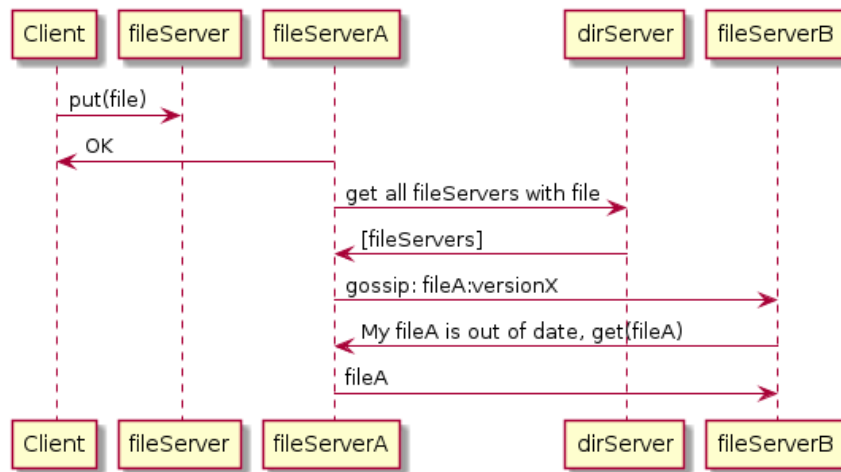 Client fileServer fileServerA dirServer fileServerB
put(file)
OK
get all fileServers with file
[fileServers]
gossip: fileA:versionX
My fileA is out of date, get(fileA)
fileA
Client fileServer fileServerA dirServer fileServerB